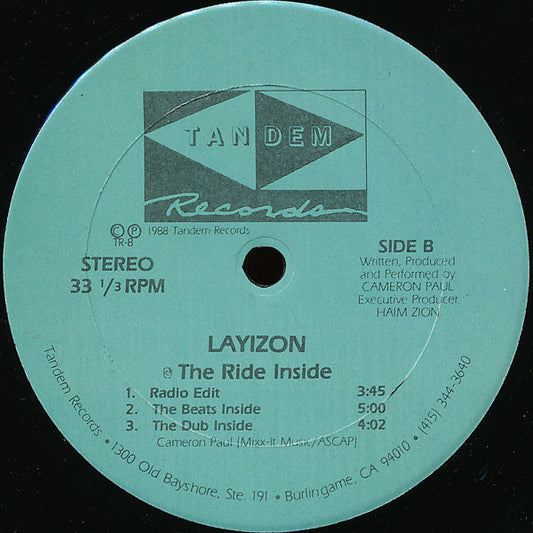 TANDEM
Records
© ℗ 1988 Tandem Records
TR-8
STEREO
33 1/3 RPM
SIDE B
Written, Produced
and Performed by
CAMERON PAUL
Executive Producer
HAIM ZION
LAYIZON
The Ride Inside
1. Radio Edit 3:45
2. The Beats Inside 5:00
3. The Dub Inside 4:02
Cameron Paul (Mixx-It Music/ASCAP)
Tandem Records • 1300 Old Bayshore, Ste. 191 • Burlingame, CA 94010 • (415) 344-3640